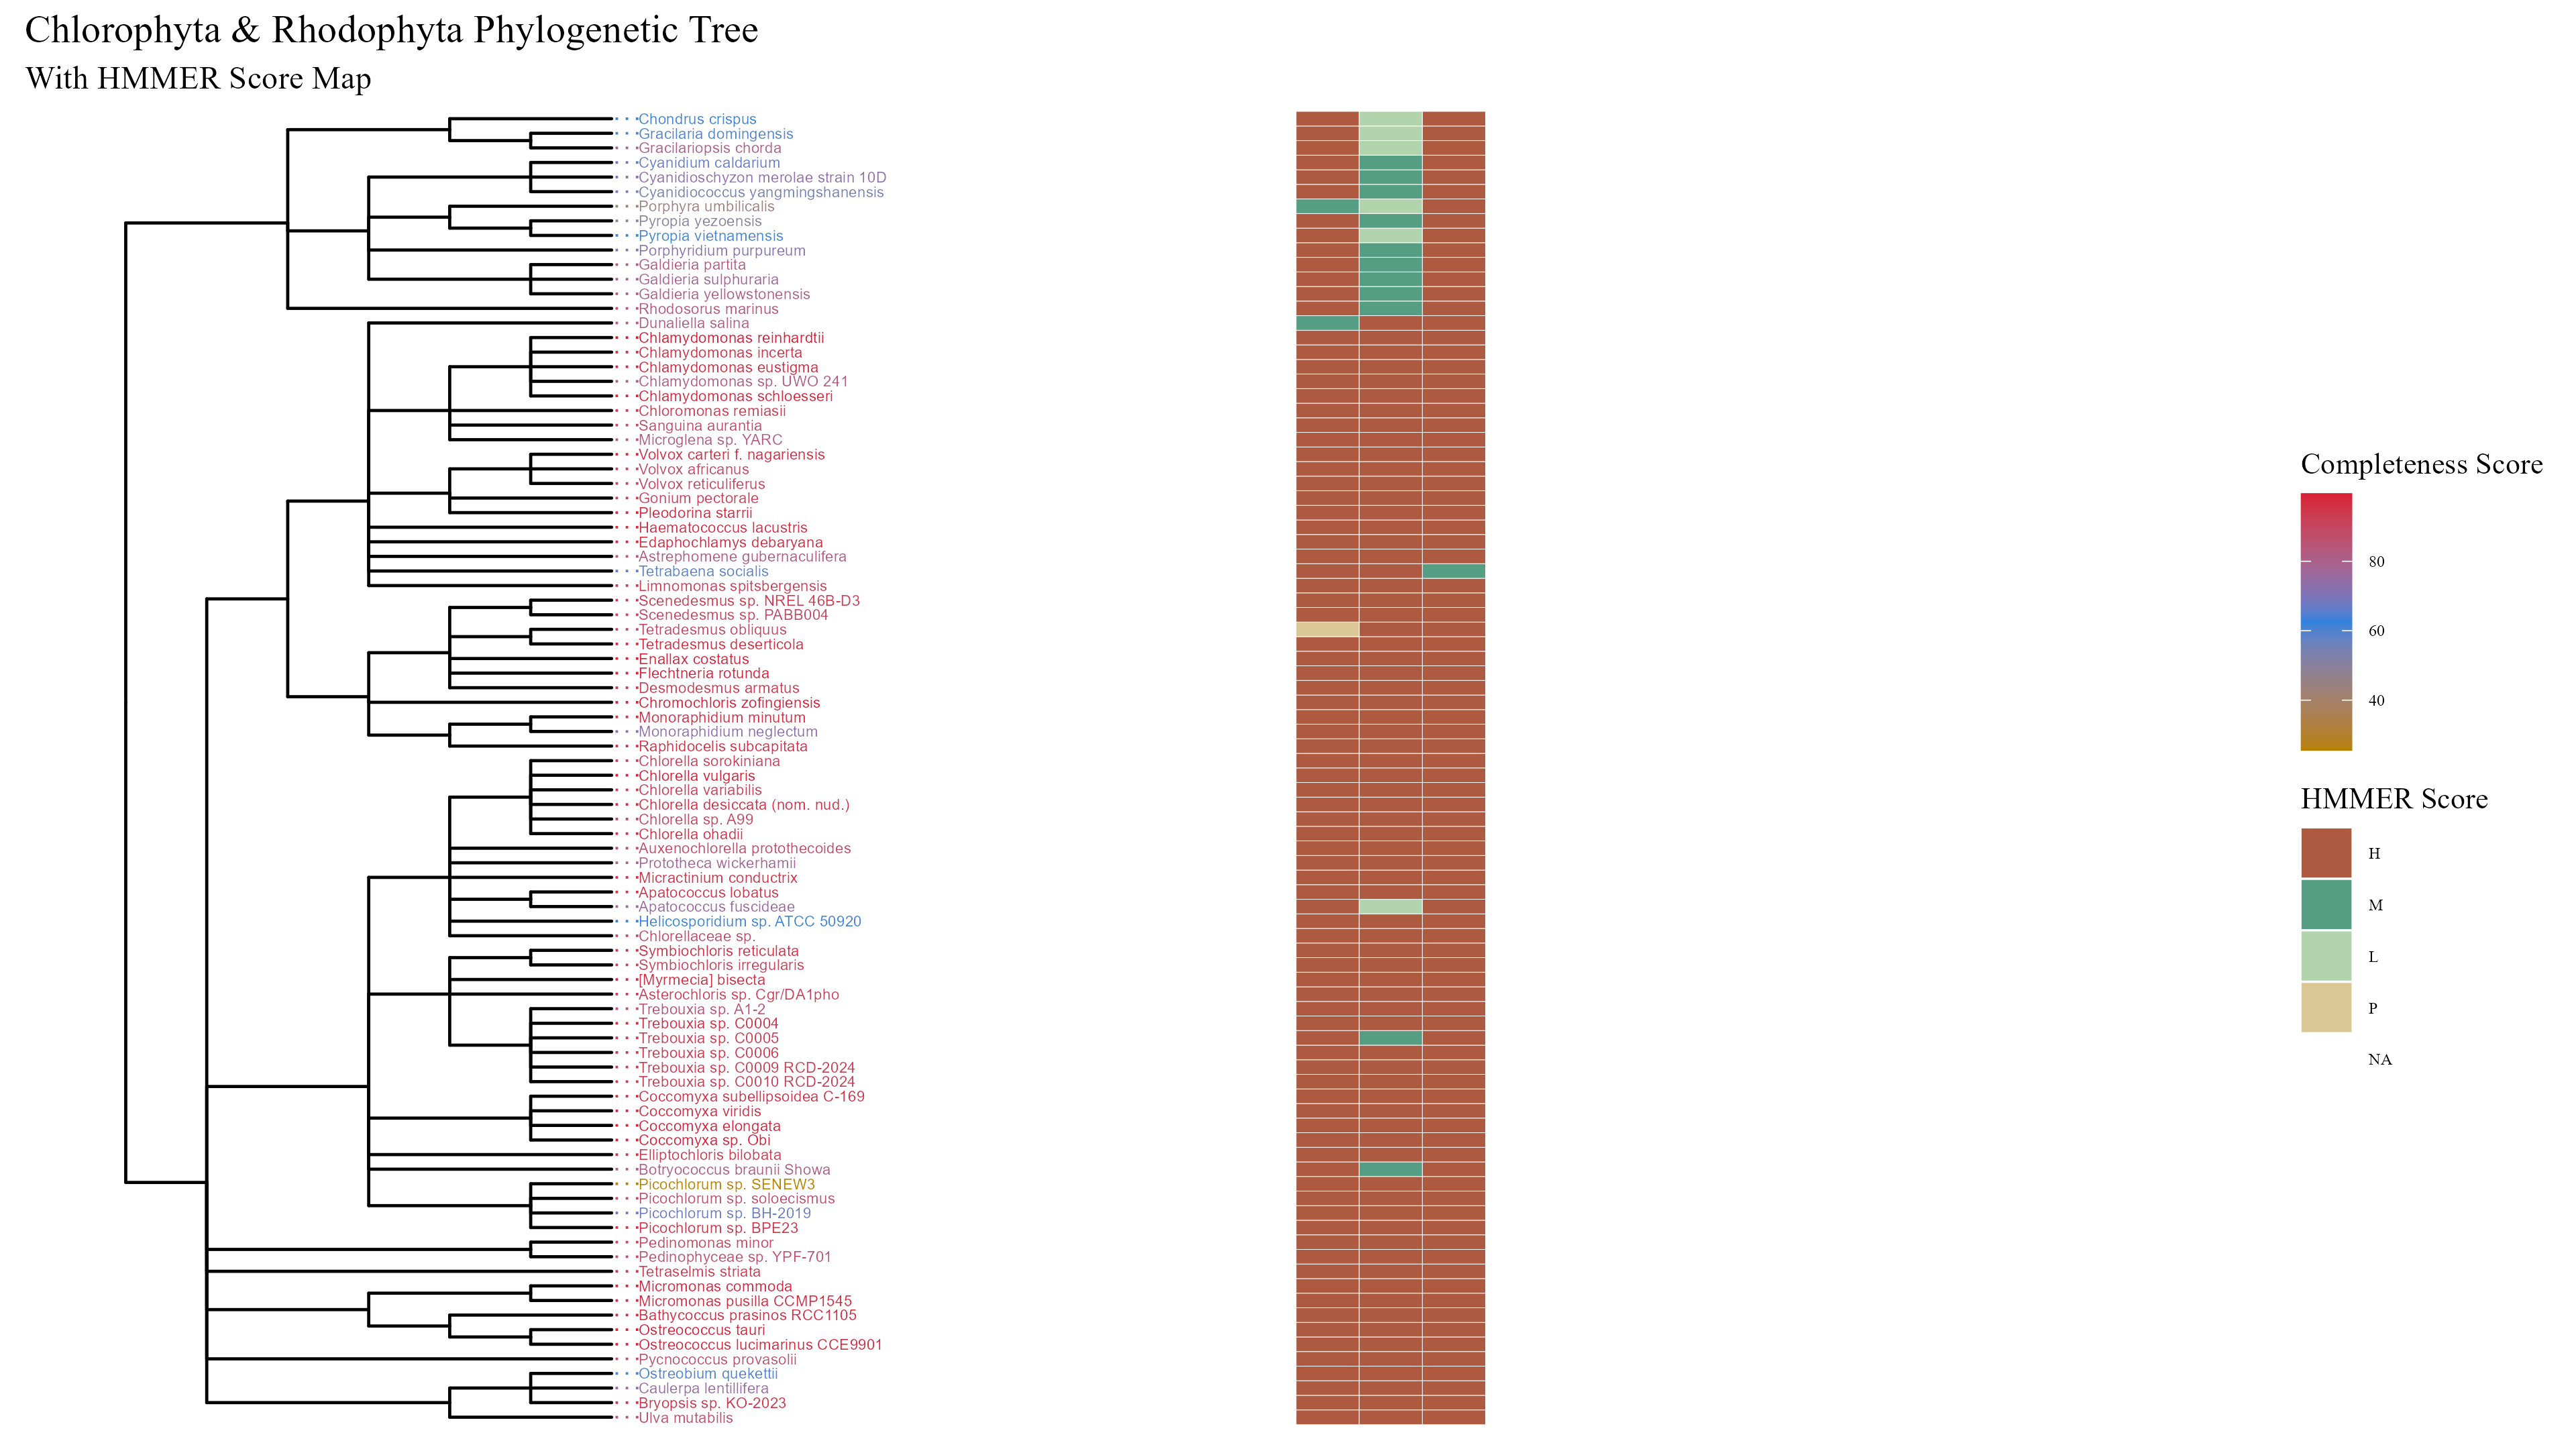 Chlorophyta & Rhodophyta Phylogenetic Tree
With HMMER Score Map
Chondrus crispus
Gracilaria domingensis
Gracilariopsis chorda
Cyanidium caldarium
Cyanidioschyzon merolae strain 10D
Cyanidiococcus yangmingshanensis
Porphyra umbilicalis
Pyropia yezoensis
Pyropia vietnamensis
Porphyridium purpureum
Galdieria partita
Galdieria sulphuraria
Galdieria yellowstonensis
Rhodosorus marinus
Dunaliella salina
Chlamydomonas reinhardtii
Chlamydomonas incerta
Chlamydomonas eustigma
Chlamydomonas sp. UWO 241
Chlamydomonas schloesseri
Chloromonas remiasii
Sanguina aurantia
Microglena sp. YARC
Volvox carteri f. nagariensis
Volvox africanus
Volvox reticuliferus
Gonium pectorale
Pleodorina starrii
Haematococcus lacustris
Edaphochlamys debaryana
Astrephomene gubernaculifera
Tetrabaena socialis
Limnomonas spitsbergensis
Scenedesmus sp. NREL 46B-D3
Scenedesmus sp. PABB004
Tetradesmus obliquus
Tetradesmus deserticola
Enallax costatus
Flechtneria rotunda
Desmodesmus armatus
Chromochloris zofingiensis
Monoraphidium minutum
Monoraphidium neglectum
Raphidocelis subcapitata
Chlorella sorokiniana
Chlorella vulgaris
Chlorella variabilis
Chlorella desiccata (nom. nud.)
Chlorella sp. A99
Chlorella ohadii
Auxenochlorella protothecoides
Prototheca wickerhamii
Micractinium conductrix
Apatococcus lobatus
Apatococcus fuscideae
Helicosporidium sp. ATCC 50920
Chlorellaceae sp.
Symbiochloris reticulata
Symbiochloris irregularis
[Myrmecia] bisecta
Asterochloris sp. Cgr/DA1pho
Trebouxia sp. A1-2
Trebouxia sp. C0004
Trebouxia sp. C0005
Trebouxia sp. C0006
Trebouxia sp. C0009 RCD-2024
Trebouxia sp. C0010 RCD-2024
Coccomyxa subellipsoidea C-169
Coccomyxa viridis
Coccomyxa elongata
Coccomyxa sp. Obi
Elliptochloris bilobata
Botryococcus braunii Showa
Picochlorum sp. SENEW3
Picochlorum sp. soloecismus
Picochlorum sp. BH-2019
Picochlorum sp. BPE23
Pedinomonas minor
Pedinophyceae sp. YPF-701
Tetraselmis striata
Micromonas commoda
Micromonas pusilla CCMP1545
Bathycoccus prasinos RCC1105
Ostreococcus tauri
Ostreococcus lucimarinus CCE9901
Pycnococcus provasolii
Ostreobium quekettii
Caulerpa lentillifera
Bryopsis sp. KO-2023
Ulva mutabilis
Completeness Score
80
60
40
HMMER Score
H
M
L
P
NA